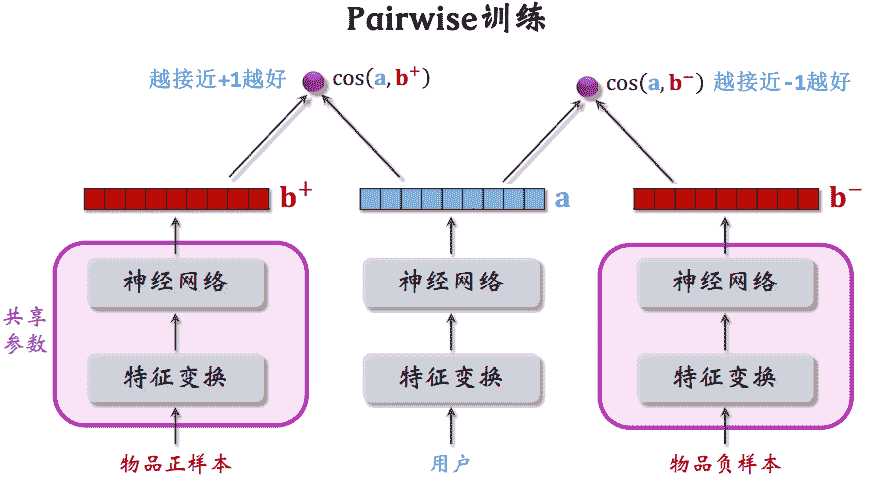 Pairwise训练
越接近+1越好
cos(a, b⁺)
cos(a, b⁻)
越接近-1越好
b⁺
a
b⁻
神经网络
神经网络
神经网络
共享
参数
特征变换
特征变换
特征变换
物品正样本
用户
物品负样本